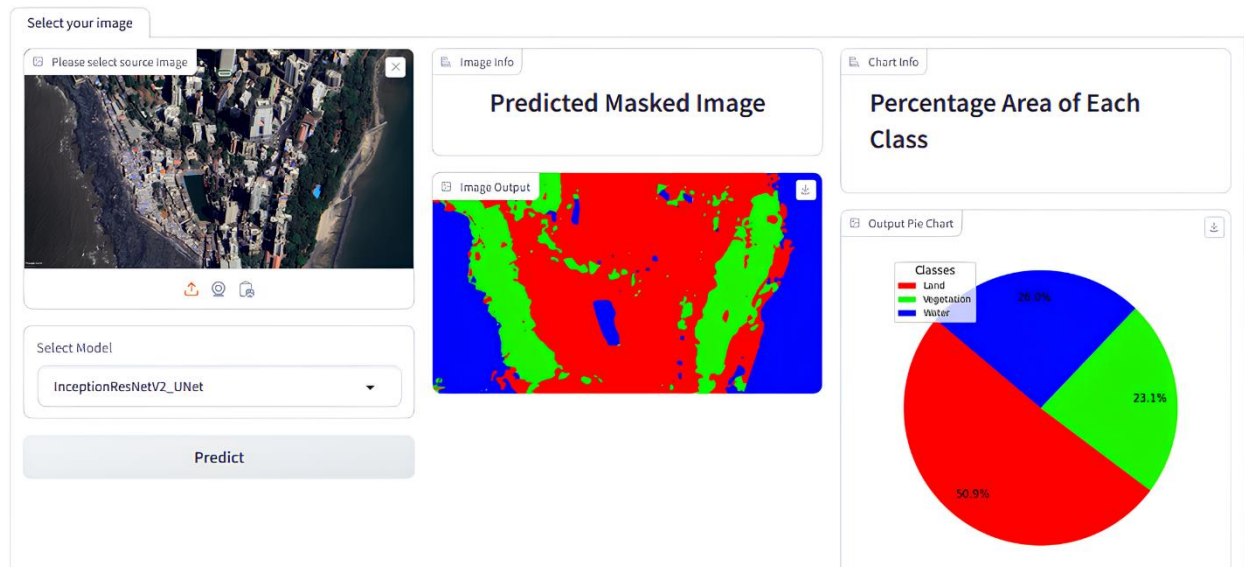 Select your image
Please select source Image
Select Model
InceptionResNetV2_UNet
Predict
Image Info
Predicted Masked Image
Image Output
Chart Info
Percentage Area of Each
Class
Output Pie Chart
Classes
Land
Vegetation
Water
26.0%
23.1%
50.9%